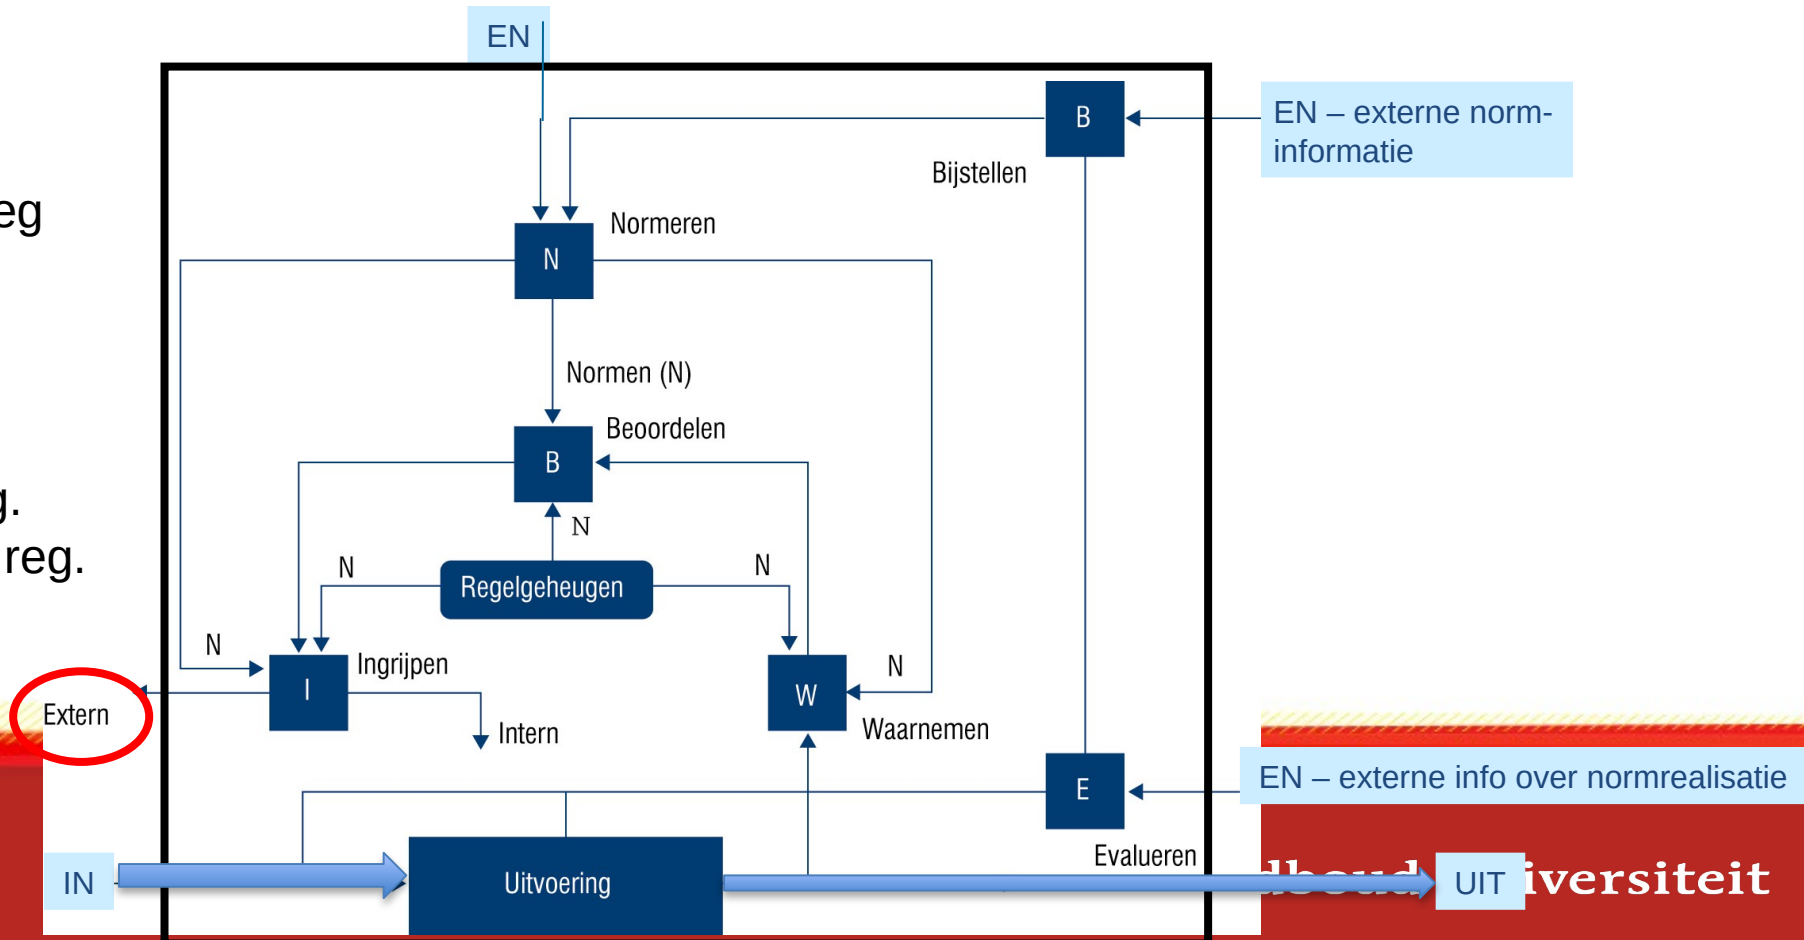 EN
B
EN – externe norm-
informatie
Bijstellen
eg
Normeren
N
Normen (N)
Beoordelen
B
g.
N
reg.
N
Regelgeheugen
N
N
Ingrijpen
I
N
W
Extern
Intern
Waarnemen
E
EN – externe info over normrealisatie
Evalueren
IN
Uitvoering
UIT
iversiteit